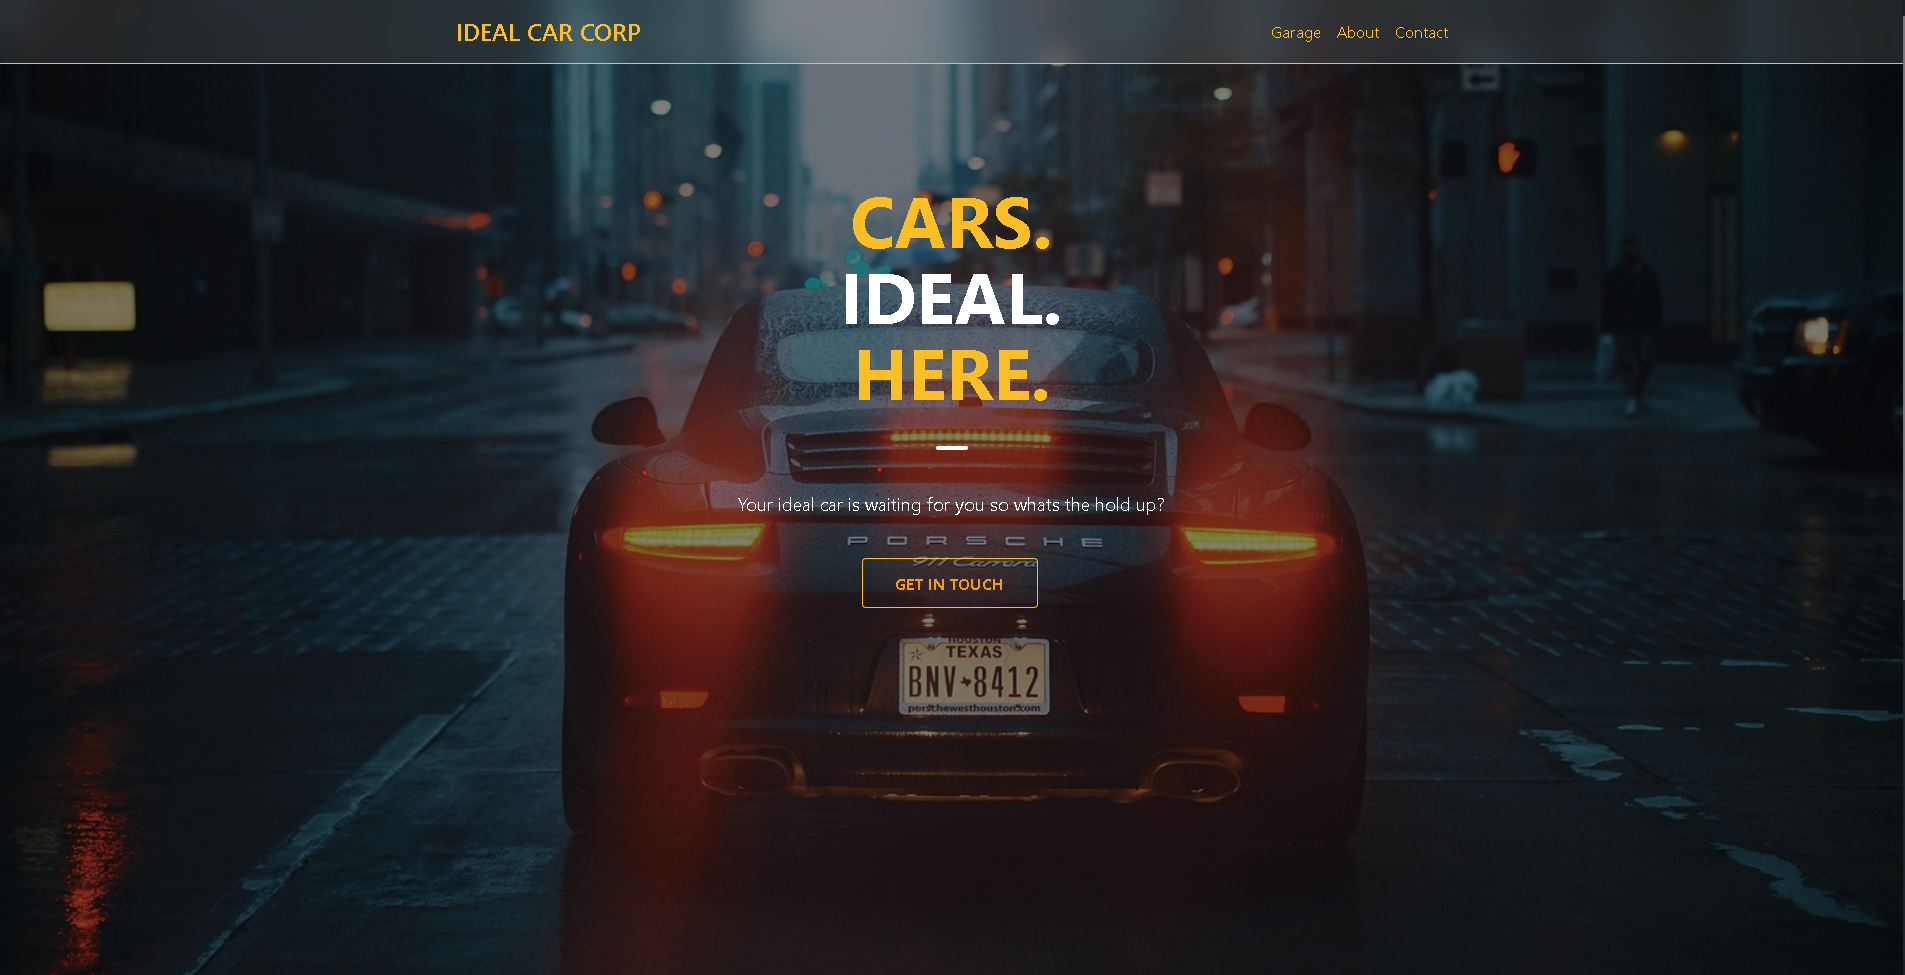 IDEAL CAR CORP
Garage About Contact
CARS.
IDEAL.
HERE.
Your ideal car is waiting for you so whats the hold up?
PORSCHE
911 Carrera
GET IN TOUCH
HOUSTON
TEXAS
BNV 8412
porschewesthouston.com